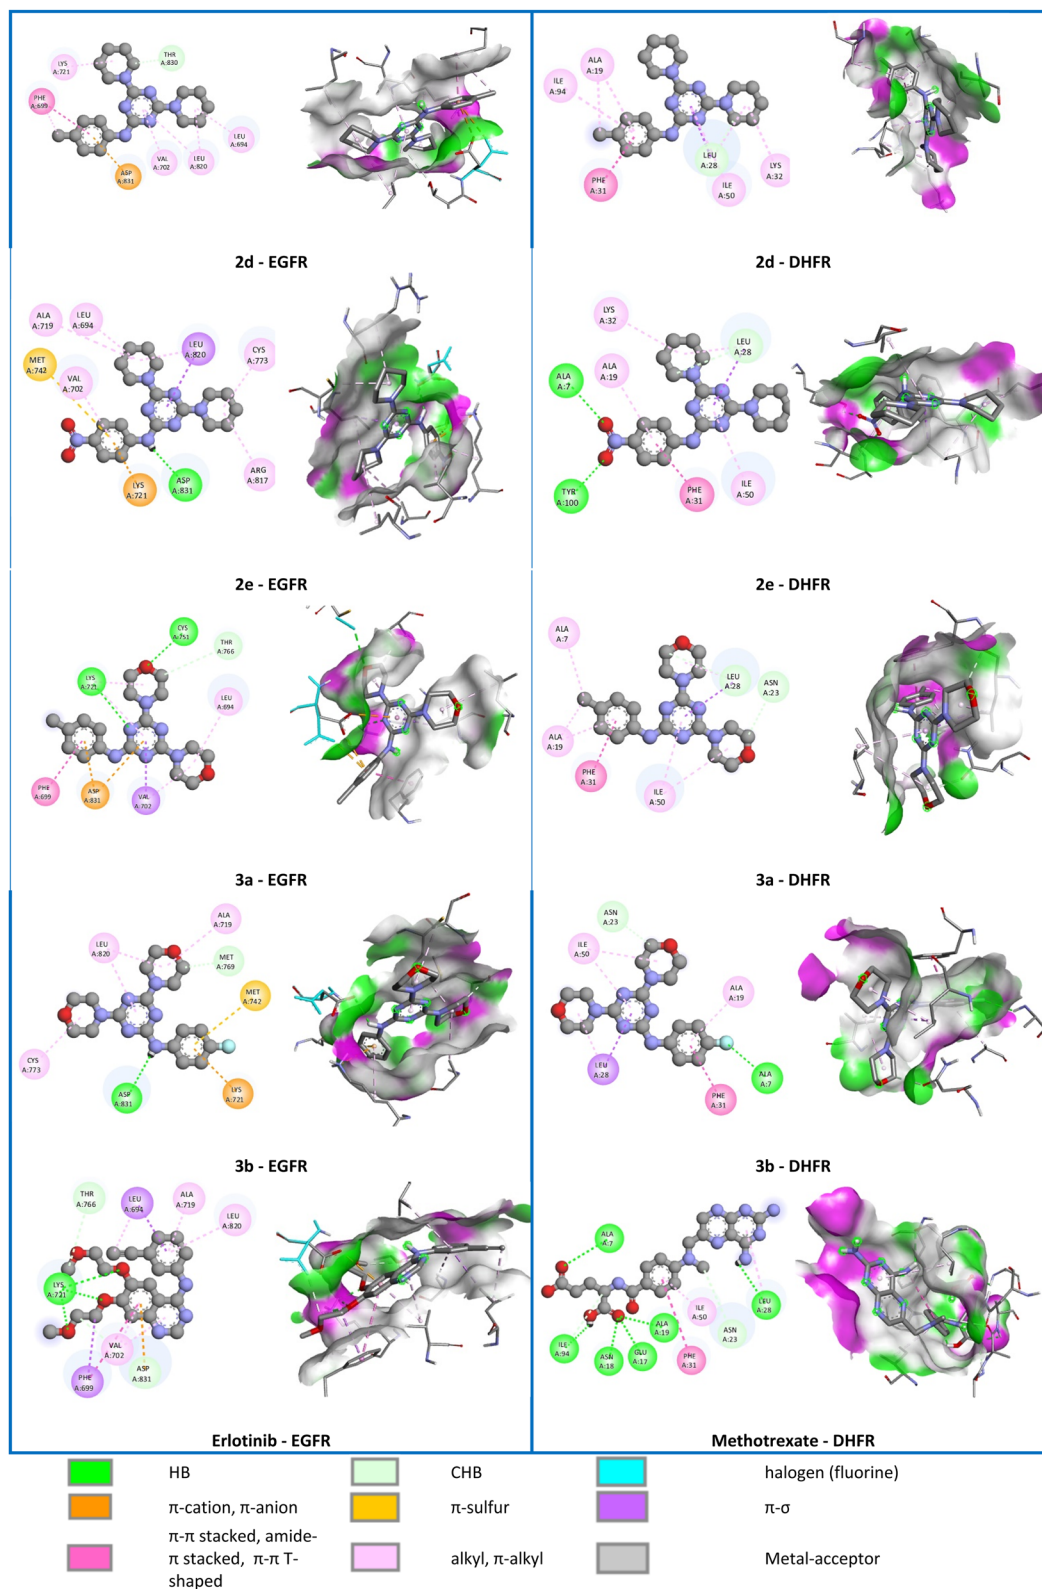 LYS
A:721
THR
A:830
PHE
A:699
ASP
A:831
VAL
A:702
LEU
A:820
LEU
A:694
ALA
A:19
ILE
A:94
PHE
A:31
LEU
A:28
ILE
A:50
LYS
A:32
2d - EGFR
2d - DHFR
ALA
A:719
LEU
A:694
LEU
A:820
CYS
A:773
MET
A:742
VAL
A:702
LYS
A:721
ASP
A:831
ARG
A:817
LYS
A:32
LEU
A:28
ALA
A:7
ALA
A:19
TYR
A:100
PHE
A:31
ILE
A:50
2e - EGFR
2e - DHFR
CYS
A:751
THR
A:766
LYS
A:721
LEU
A:694
PHE
A:699
ASP
A:831
VAL
A:702
ALA
A:7
LEU
A:28
ASN
A:23
ALA
A:19
PHE
A:31
ILE
A:50
3a - EGFR
3a - DHFR
ALA
A:719
LEU
A:820
MET
A:769
MET
A:742
CYS
A:773
ASP
A:831
LYS
A:721
ASN
A:23
ILE
A:50
ALA
A:19
LEU
A:28
ALA
A:7
PHE
A:31
3b - EGFR
3b - DHFR
THR
A:766
LEU
A:694
ALA
A:719
LEU
A:820
LYS
A:721
VAL
A:702
PHE
A:699
ASP
A:831
ALA
A:7
ILE
A:50
LEU
A:28
ALA
A:19
ASN
A:23
ILE
A:94
ASN
A:18
GLU
A:17
PHE
A:31
Erlotinib - EGFR
Methotrexate - DHFR
HB
CHB
halogen (fluorine)
π-cation, π-anion
π-sulfur
π-σ
π-π stacked, amide-
π stacked, π-π T-
shaped
alkyl, π-alkyl
Metal-acceptor